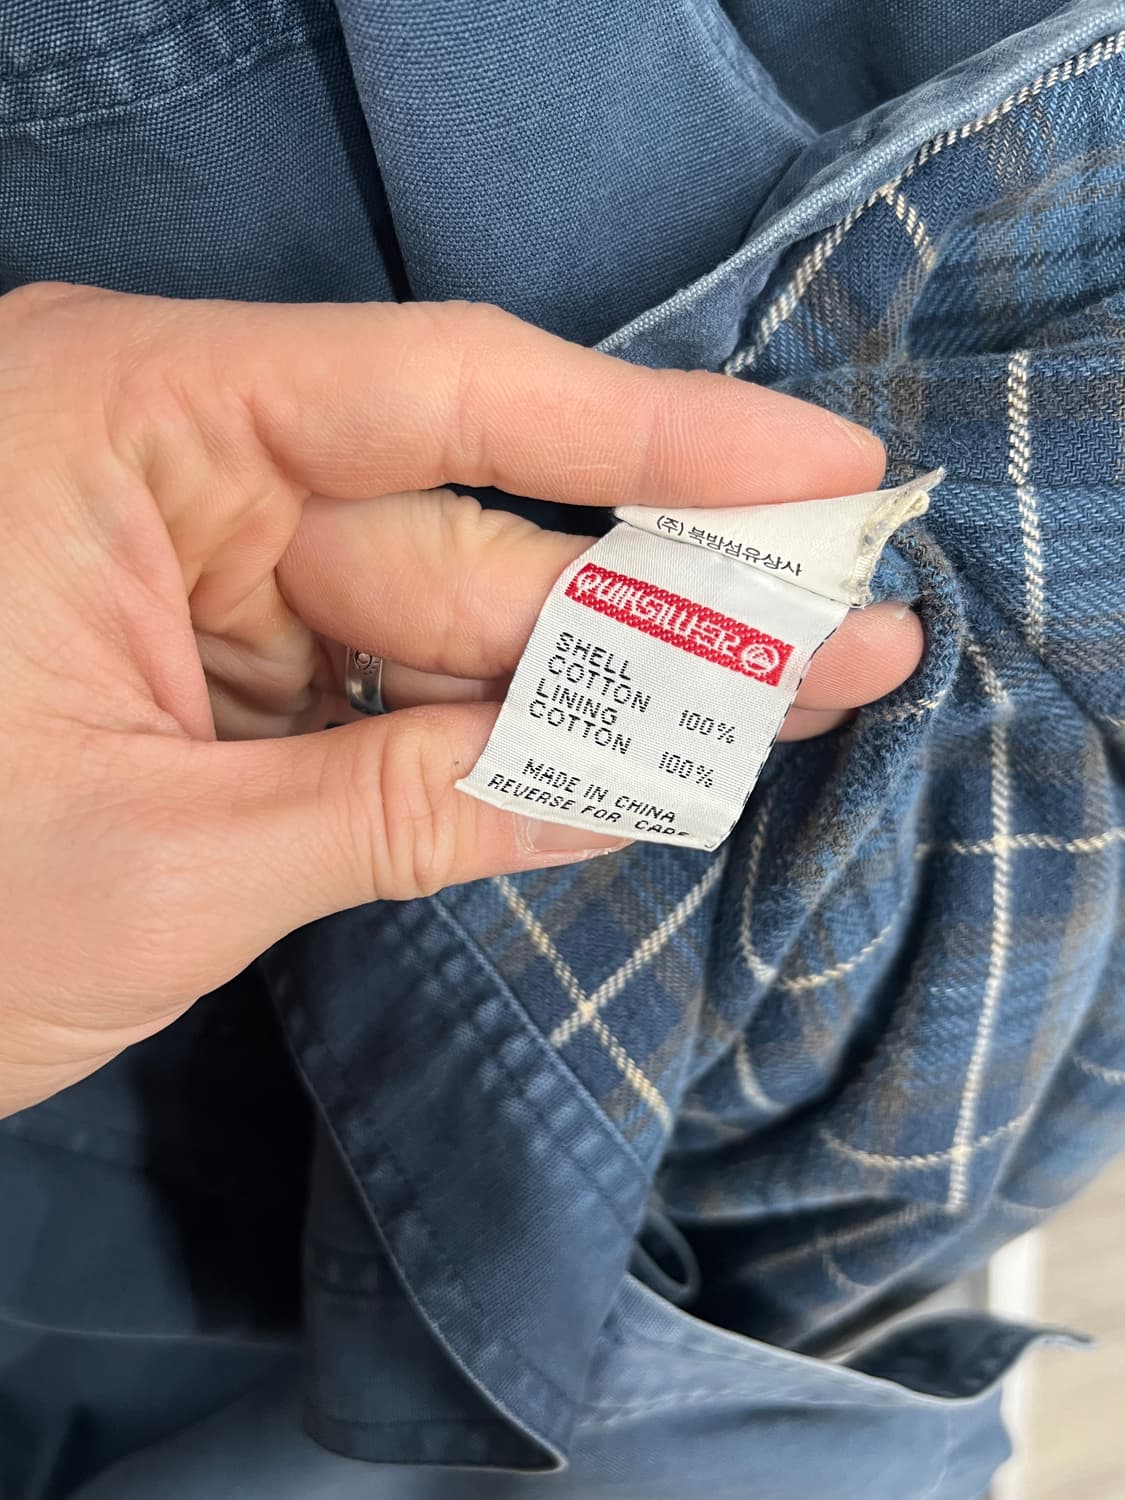 (주)북방섬유상사
QUIKSILVER
SHELL
COTTON 100%
LINING
COTTON 100%
MADE IN CHINA
REVERSE FOR CARE